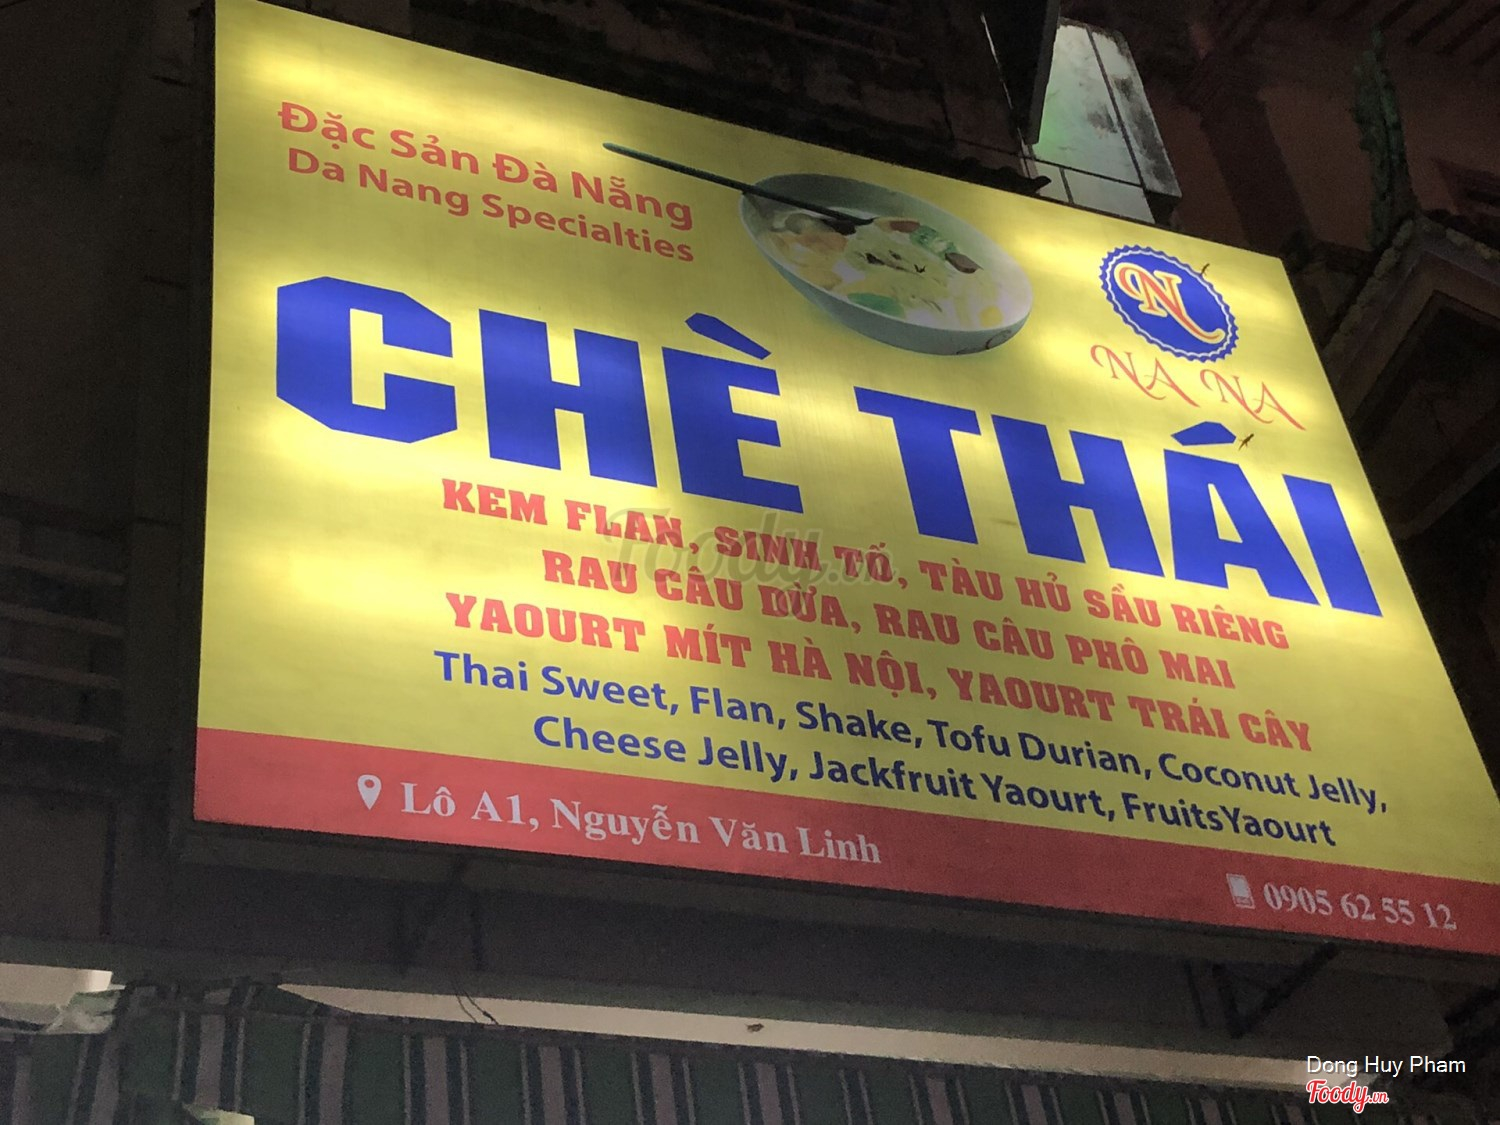 Đặc Sản Đà Nẵng
Da Nang Specialties
N
NA NA
CHÈ THÁI
KEM FLAN, SINH TỐ, TÀU HỦ SẦU RIÊNG
RAU CÂU DỪA, RAU CÂU PHÔ MAI
YAOURT MÍT HÀ NỘI, YAOURT TRÁI CÂY
Thai Sweet, Flan, Shake, Tofu Durian, Coconut Jelly,
Cheese Jelly, Jackfruit Yaourt, FruitsYaourt
Lô A1, Nguyễn Văn Linh
0905 62 55 12
Foody.vn
Dong Huy Pham
Foody.vn